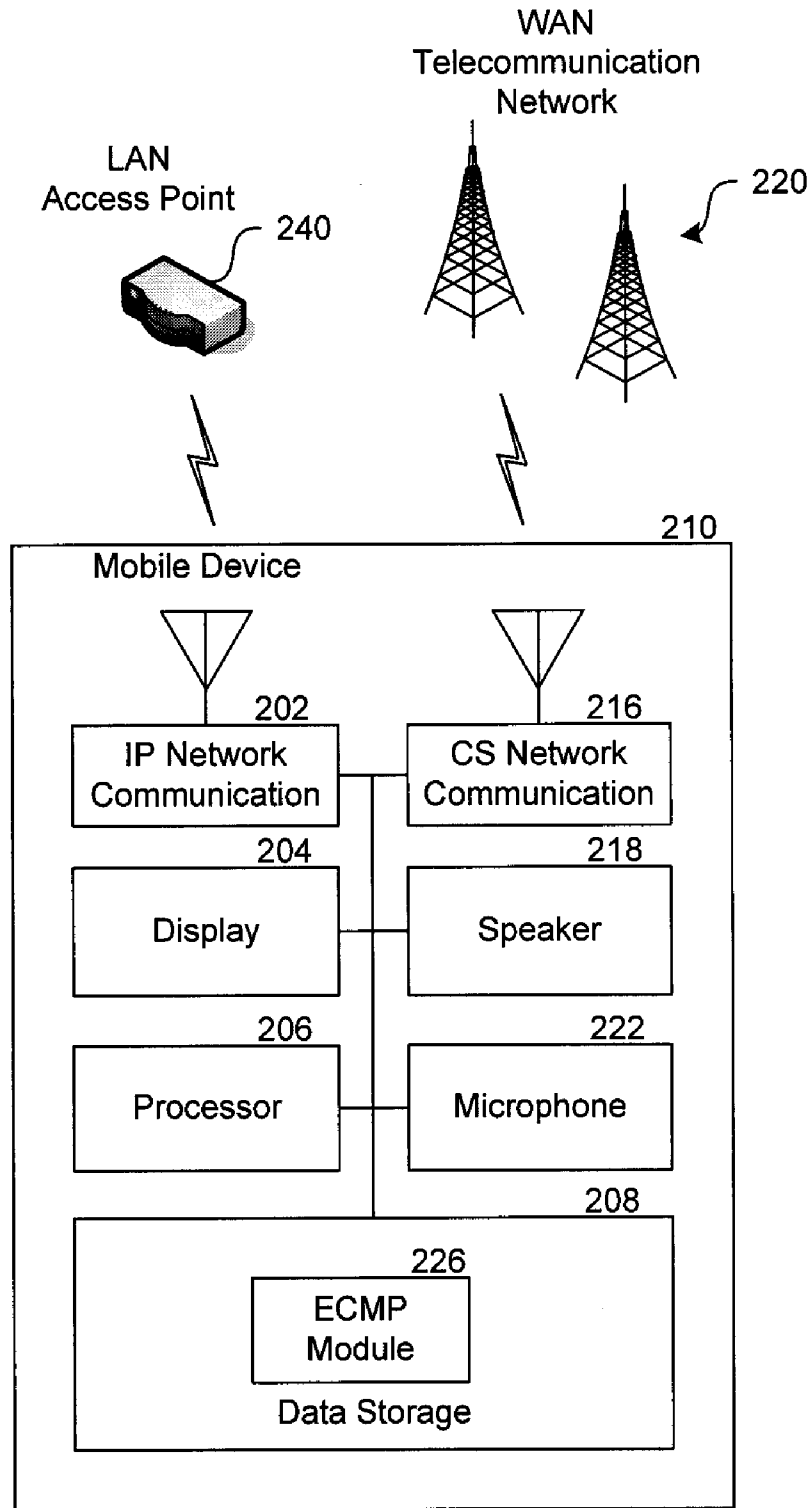 WAN
Telecommunication
Network
LAN
Access Point
240
220
210
Mobile Device
202
216
IP Network
Communication
CS Network
Communication
204
218
Display
Speaker
206
222
Processor
Microphone
208
226
ECMP
Module
Data Storage